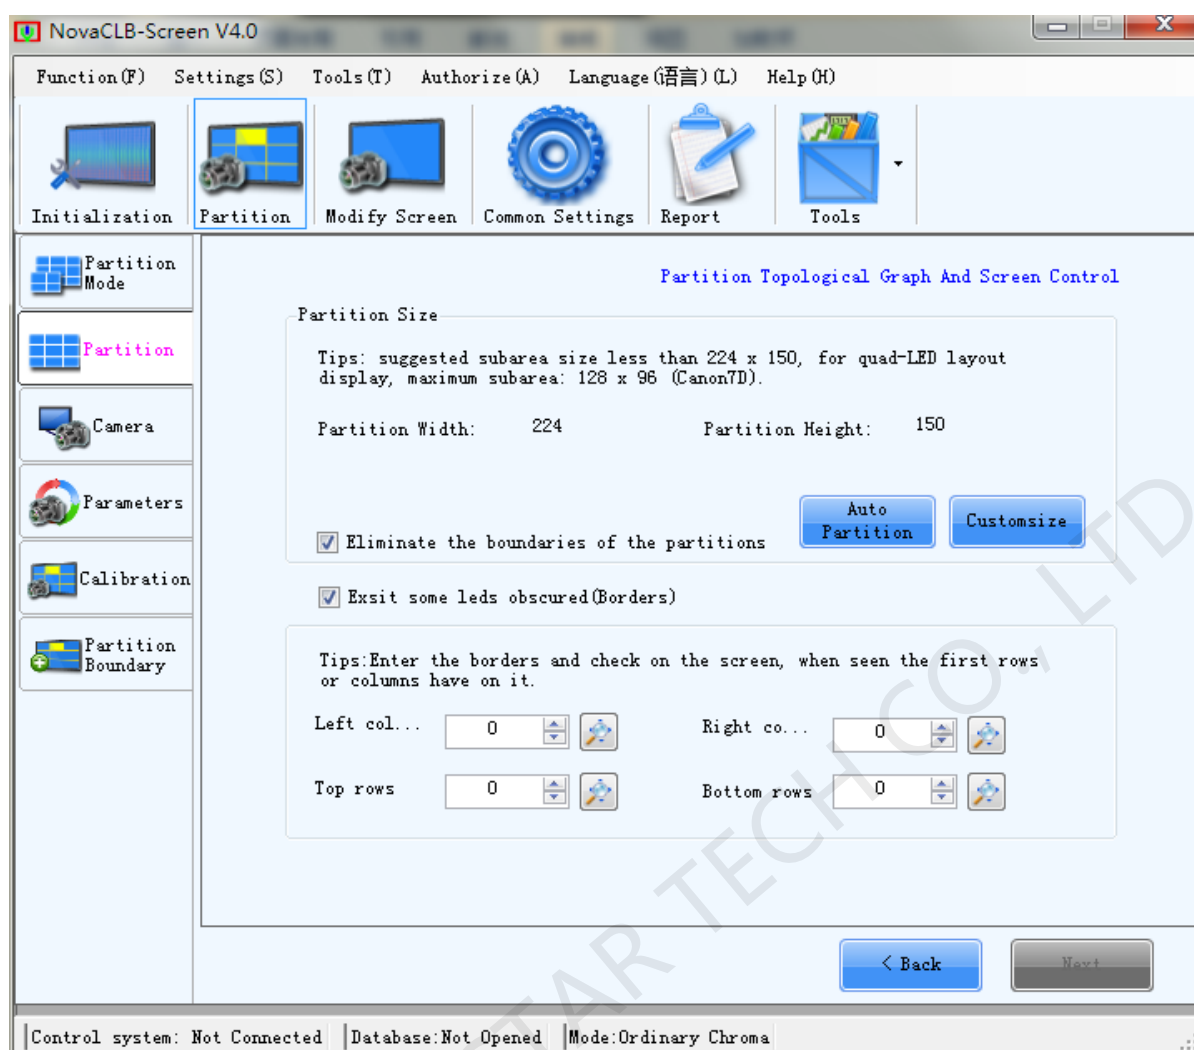 NovaCLB-Screen V4.0
Function(F) Settings(S) Tools(T) Authorize(A) Language(语言)(L) Help(H)
Initialization Partition Modify Screen Common Settings Report Tools
Partition
Mode
Partition
Camera
Parameters
Calibration
Partition
Boundary
Partition Topological Graph And Screen Control
Partition Size
Tips: suggested subarea size less than 224 x 150, for quad-LED layout
display, maximum subarea: 128 x 96 (Canon7D).
Partition Width: 224 Partition Height: 150
Auto
Partition
Customsize
Eliminate the boundaries of the partitions
Exsit some leds obscured(Borders)
Tips:Enter the borders and check on the screen, when seen the first rows
or columns have on it.
Left col... 0 Right co... 0
Top rows 0 Bottom rows 0
< Back Next
Control system: Not Connected Database:Not Opened Mode:Ordinary Chroma
TAR TECH CO., LTD